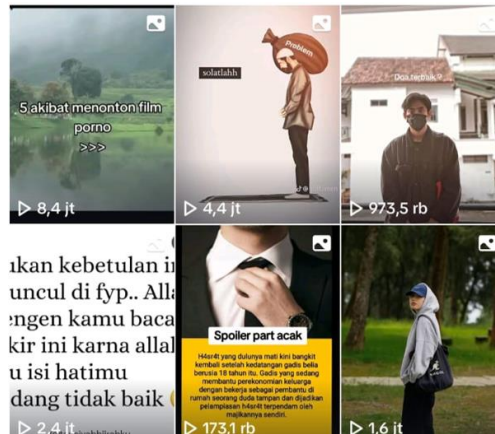 5 akibat menonton film
porno
>>>
8,4 jt
Problem
solatlahh
4,4 jt
973,5 rb
ukan kebetulan i
uncul di fyp.. Alla
engen kamu baca
kir ini karna allal
u isi hatimu
dang tidak baik
2,4 jt
Spoiler part acak
H4sr4t yang dulunya mati kini bangkit
kembali setelah kedatangan gadis belia
berusia 18 tahun itu. Gadis yang sedang
membantu perekonomian keluarga
dengan bekerja sebagai pembantu di
rumah seorang duda tampan dan dijadikan
pelampiasan h4sr4t terpendam oleh
majikannya sendiri.
173,1 rb
1,6 jt